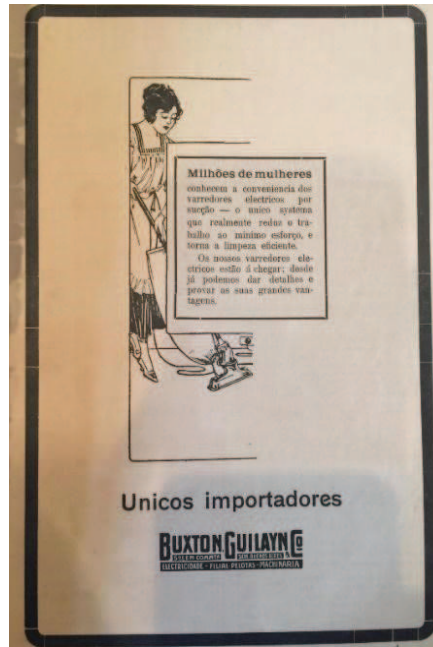 Milhões de mulheres
conhecem a conveniencia dos
varredores electricos por
sucção — o unico systema
que realmente reduz o tra-
balho ao minimo esforço, e
torna a limpeza eficiente.
Os nossos varredores ele-
ctricos estão á chegar; desde
já podemos dar detalhes e
provar as suas grandes van-
tagens.
Unicos importadores
BUXTON GUILAYN & Co
ELECTRICIDADE - FILIAL PELOTAS - MACHINARIA